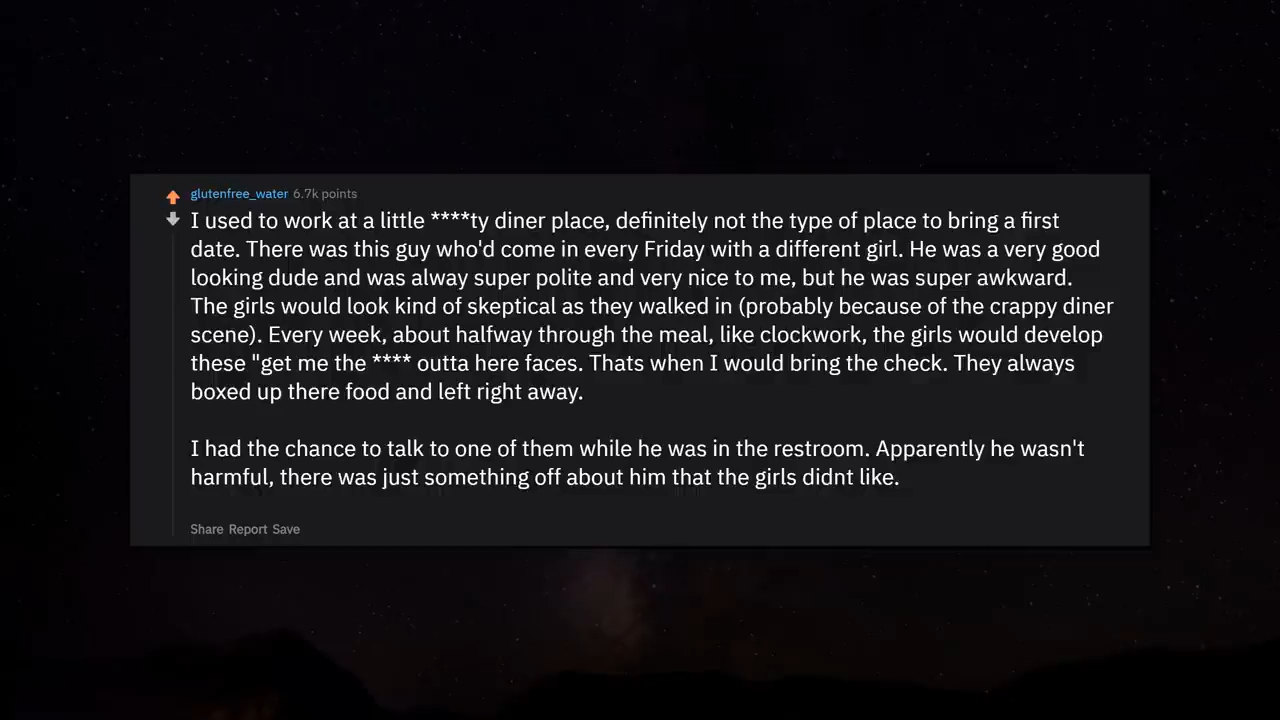 glutenfree_water 6.7k points
I used to work at a little ****ty diner place, definitely not the type of place to bring a first
date. There was this guy who'd come in every Friday with a different girl. He was a very good
looking dude and was alway super polite and very nice to me, but he was super awkward.
The girls would look kind of skeptical as they walked in (probably because of the crappy diner
scene). Every week, about halfway through the meal, like clockwork, the girls would develop
these "get me the **** outta here faces. Thats when I would bring the check. They always
boxed up there food and left right away.
I had the chance to talk to one of them while he was in the restroom. Apparently he wasn't
harmful, there was just something off about him that the girls didnt like.
Share Report Save